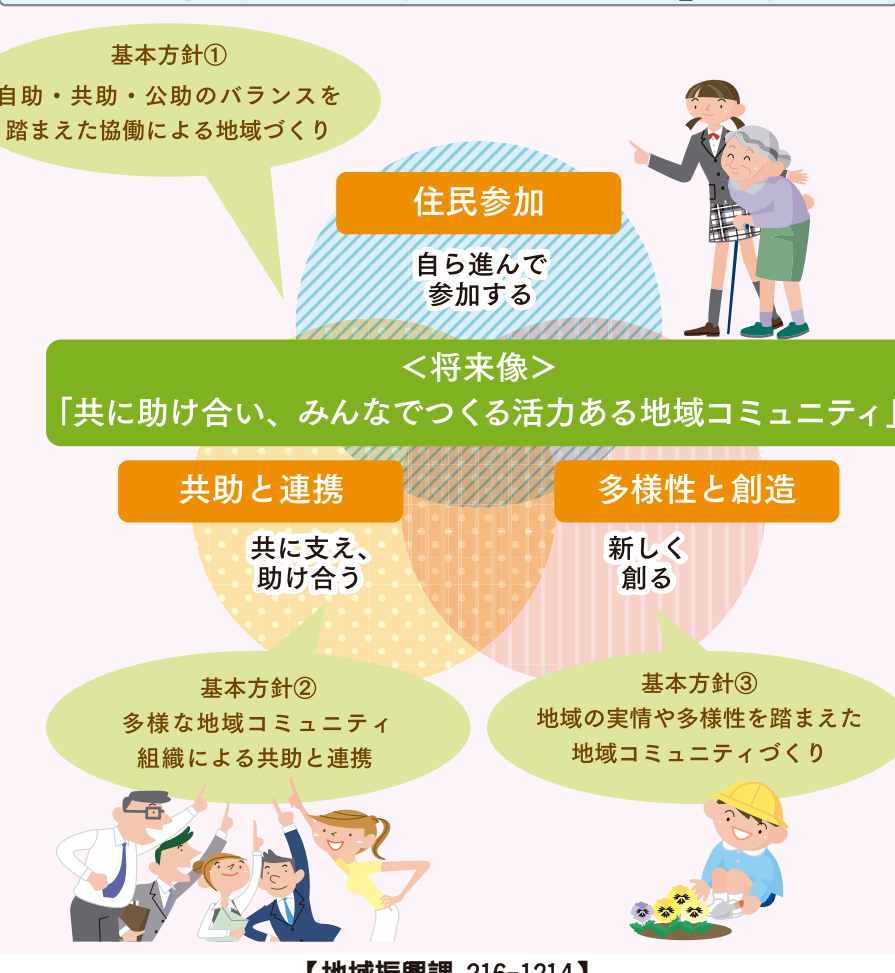 基本方針①
自助・共助・公助のバランスを
踏まえた協働による地域づくり
住民参加
自ら進んで
参加する
＜将来像＞
「共に助け合い、みんなでつくる活力ある地域コミュニティ」
共助と連携
多様性と創造
共に支え、
助け合う
新しく
創る
基本方針②
多様な地域コミュニティ
組織による共助と連携
基本方針③
地域の実情や多様性を踏まえた
地域コミュニティづくり
【地域振興課 216-1214】